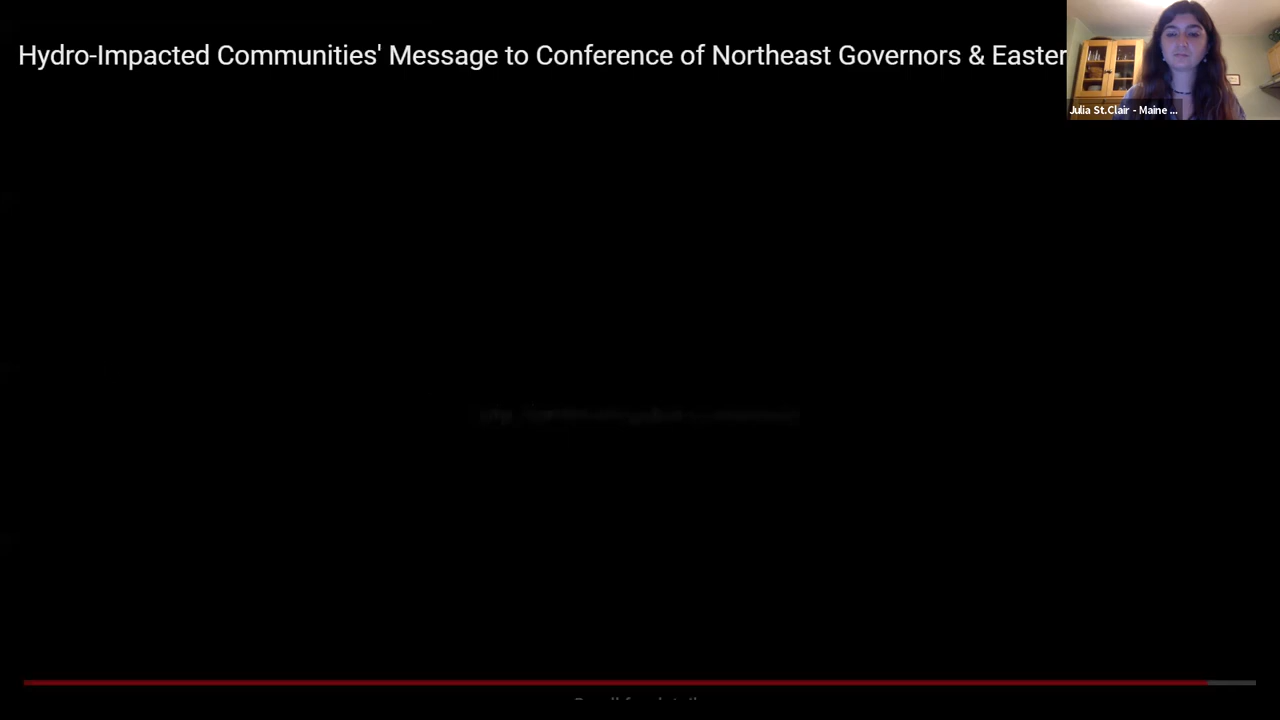 Hydro-Impacted Communities' Message to Conference of Northeast Governors & Easter
Julia St.Clair - Maine ...